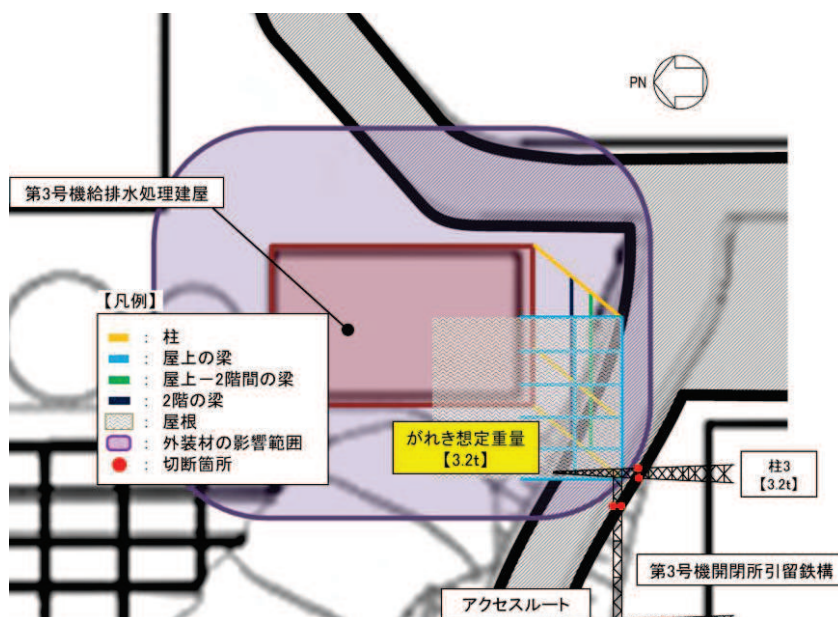 PN
第3号機給排水処理建屋
【凡例】
: 柱
: 屋上の梁
: 屋上－2階間の梁
: 2階の梁
: 屋根
: 外装材の影響範囲
: 切断箇所
がれき想定重量
【3.2t】
柱3
【3.2t】
第3号機開閉所引留鉄構
アクセスルート